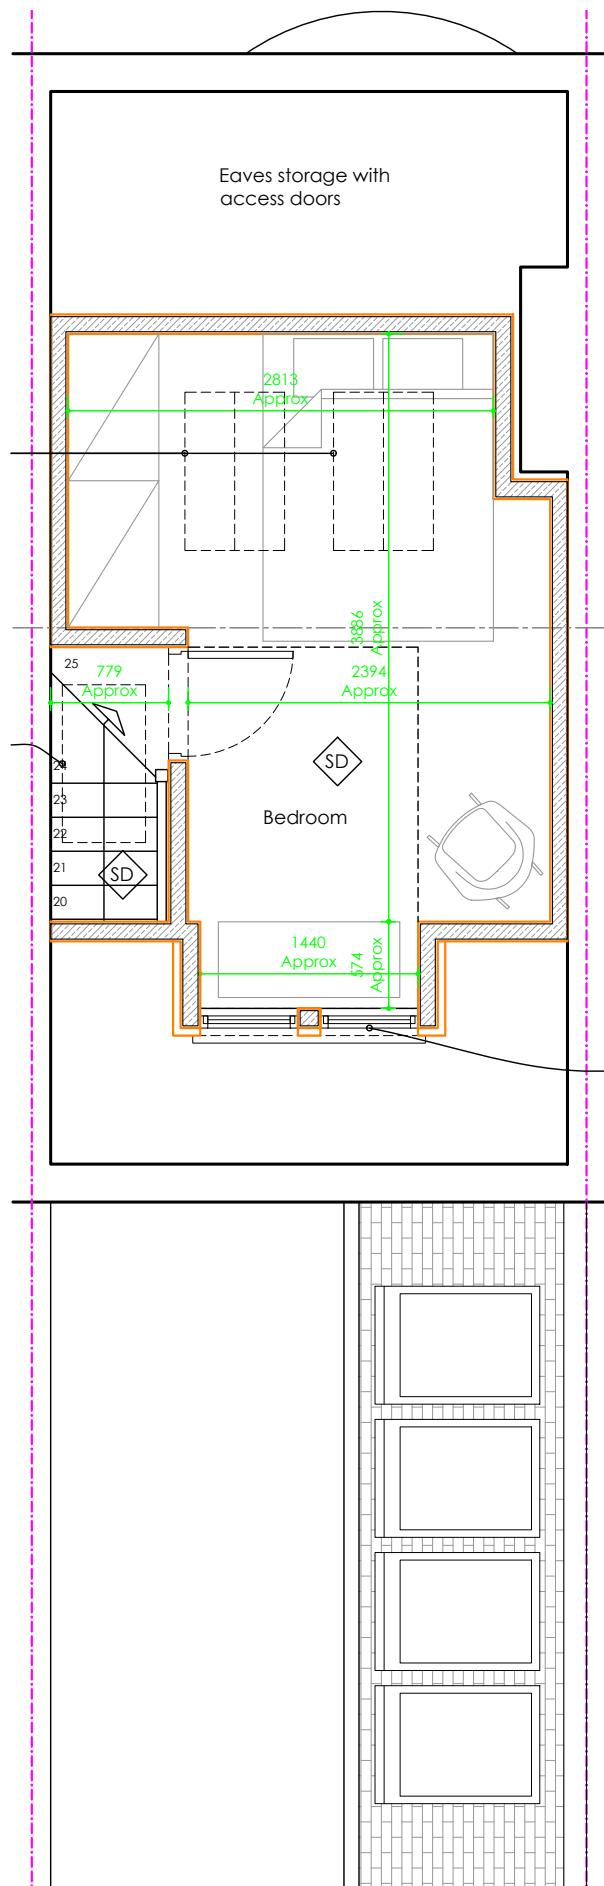 Eaves storage with
access doors
2813
Approx
3886
Approx
25
779
Approx
2394
Approx
24
23
22
21
20
SD
SD
Bedroom
1440
Approx
574
Approx